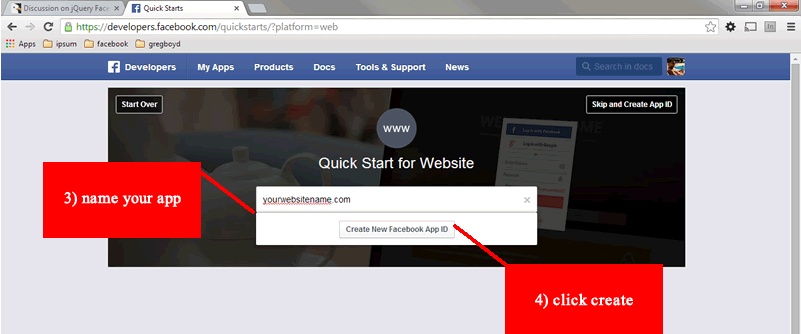 Discussion on jQuery Face
Quick Starts
https://developers.facebook.com/quickstarts/?platform=web
Apps ipsum facebook gregboyd
Developers My Apps Products Docs Tools & Support News Search in docs
Start Over Skip and Create App ID
www
Quick Start for Website
3) name your app
yourwebsitename.com
Create New Facebook App ID
4) click create